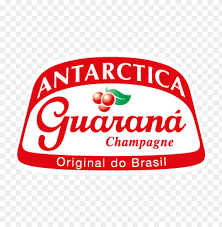 ANTARCTICA
Guaraná
Champagne
Original do Brasil